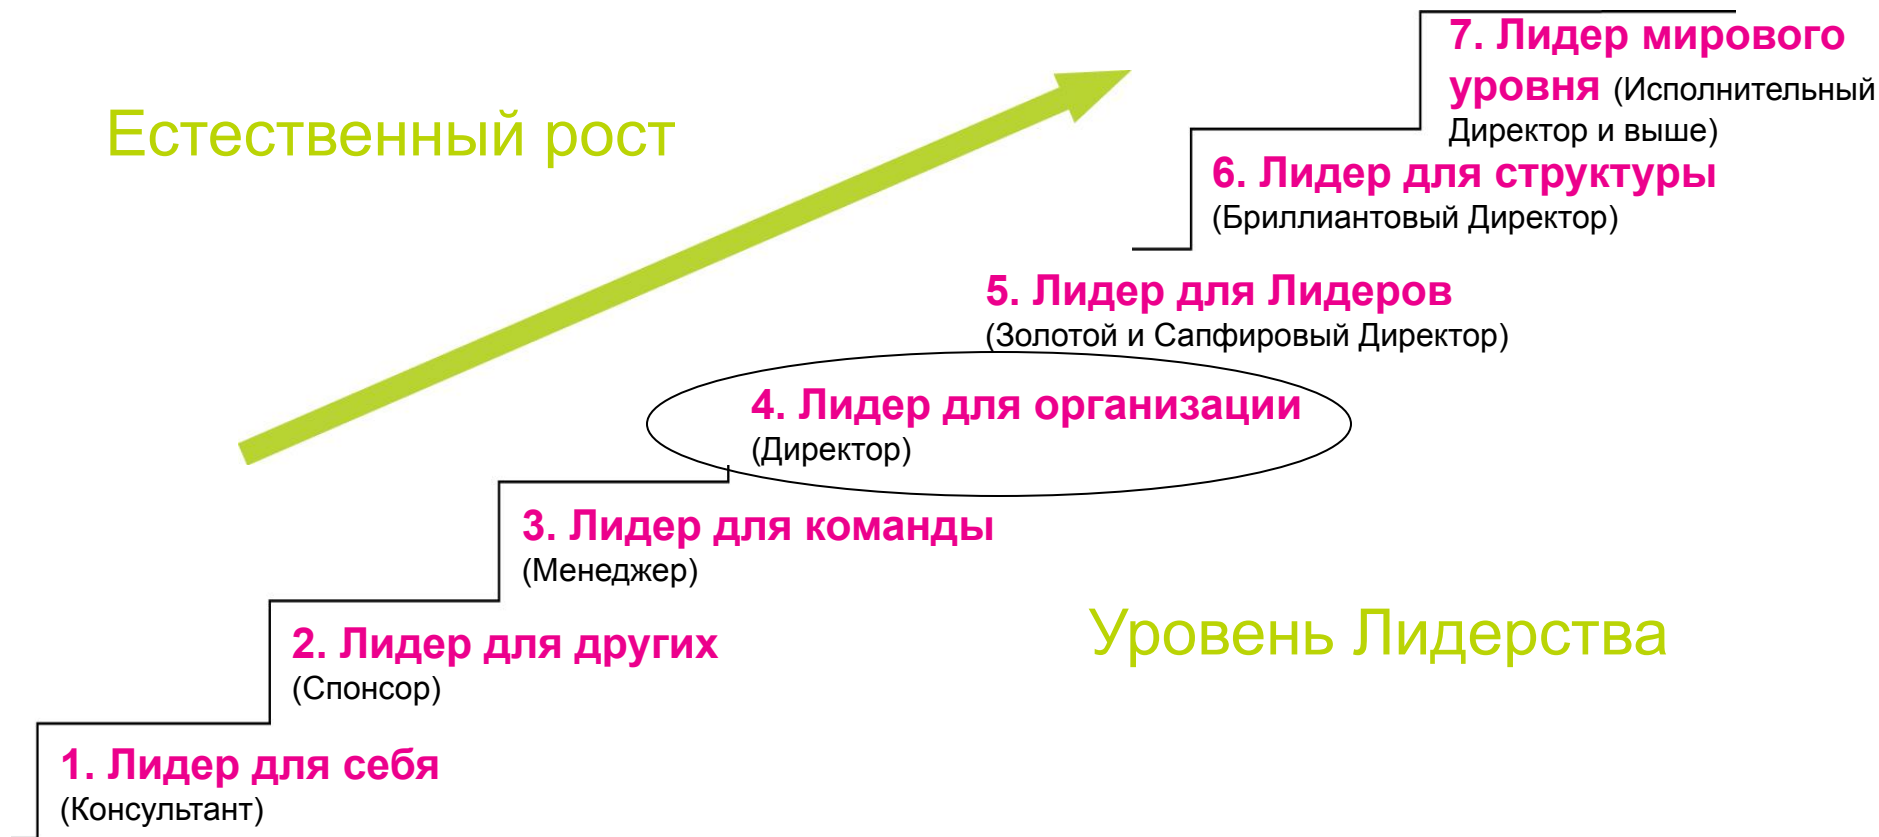 Естественный рост
7. Лидер мирового
уровня (Исполнительный
Директор и выше)
6. Лидер для структуры
(Бриллиантовый Директор)
5. Лидер для Лидеров
(Золотой и Сапфировый Директор)
4. Лидер для организации
(Директор)
3. Лидер для команды
(Менеджер)
Уровень Лидерства
2. Лидер для других
(Спонсор)
1. Лидер для себя
(Консультант)